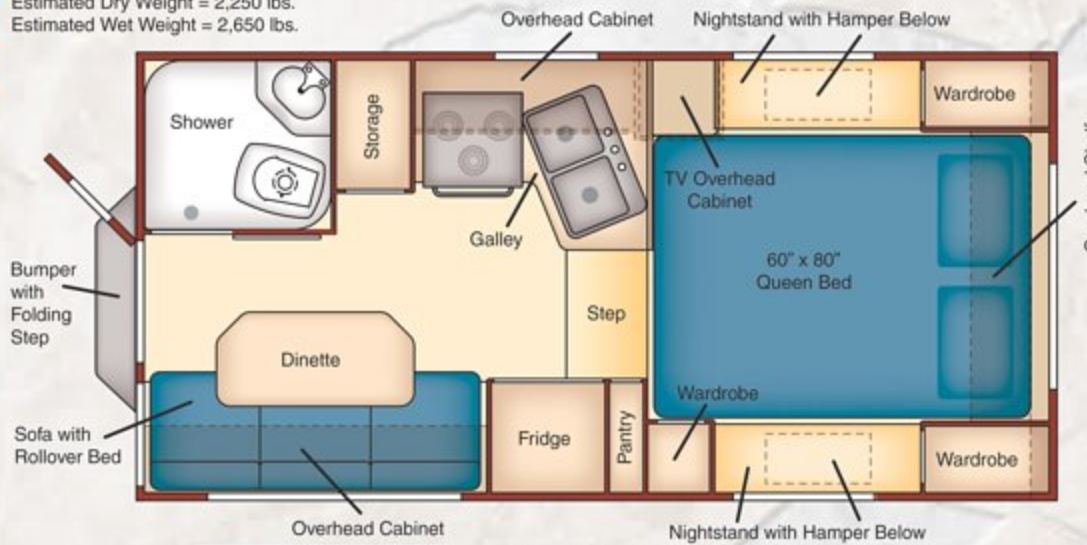 Estimated Dry Weight = 2,250 lbs.
Estimated Wet Weight = 2,650 lbs.
Overhead Cabinet
Nightstand with Hamper Below
Shower
Storage
Wardrobe
TV Overhead
Cabinet
Galley
60” x 80”
Queen Bed
Bumper
with
Folding
Step
Step
Dinette
Wardrobe
Sofa with
Rollover Bed
Fridge
Pantry
Wardrobe
Overhead Cabinet
Nightstand with Hamper Below